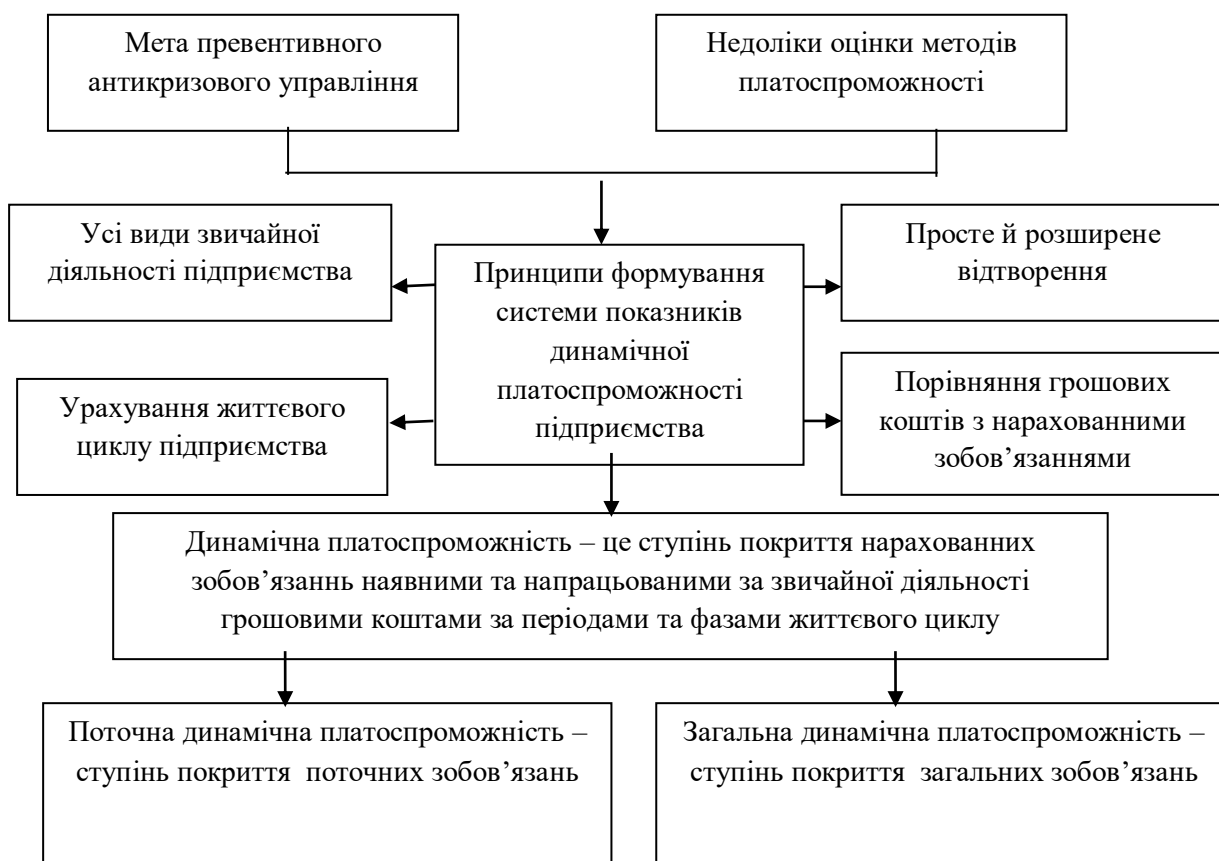 Мета превентивного
антикризового управління
Недоліки оцінки методів
платоспроможності
Усі види звичайної
діяльності підприємства
Принципи формування
системи показників
динамічної
платоспроможності
підприємства
Просте й розширене
відтворення
Урахування життєвого
циклу підприємства
Порівняння грошових
коштів з нарахованними
зобов’язаннями
Динамічна платоспроможність – це ступінь покриття нарахованних
зобов’язаннь наявними та напрацьованими за звичайної діяльності
грошовими коштами за періодами та фазами життєвого циклу
Поточна динамічна платоспроможність –
ступінь покриття поточних зобов’язань
Загальна динамічна платоспроможність –
ступінь покриття загальних зобов’язань